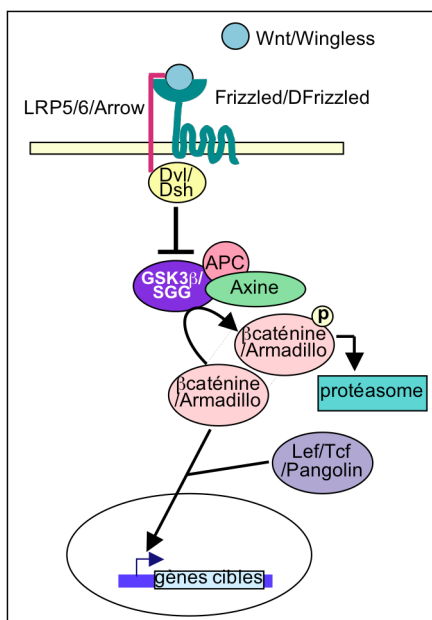 Wnt/Wingless
LRP5/6/Arrow
Frizzled/DFrizzled
Dvl/
Dsh
APC
GSK3β/
SGG
Axine
p
βcaténine
/Armadillo
protéasome
βcaténine
/Armadillo
Lef/Tcf
/Pangolin
gènes cibles